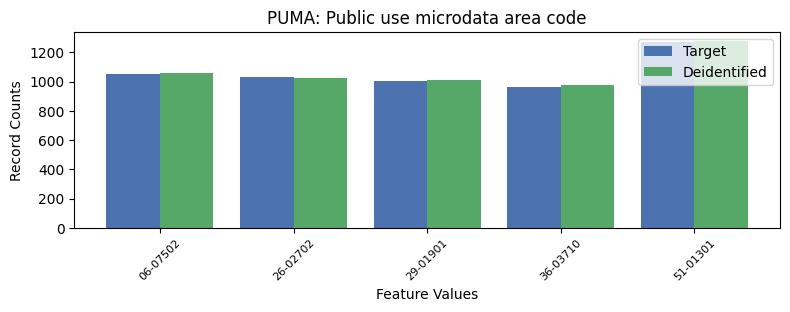 PUMA: Public use microdata area code
Target
Deidentified
Record Counts
1200
1000
800
600
400
200
0
06-07502
26-02702
29-01901
36-03710
51-01301
Feature Values